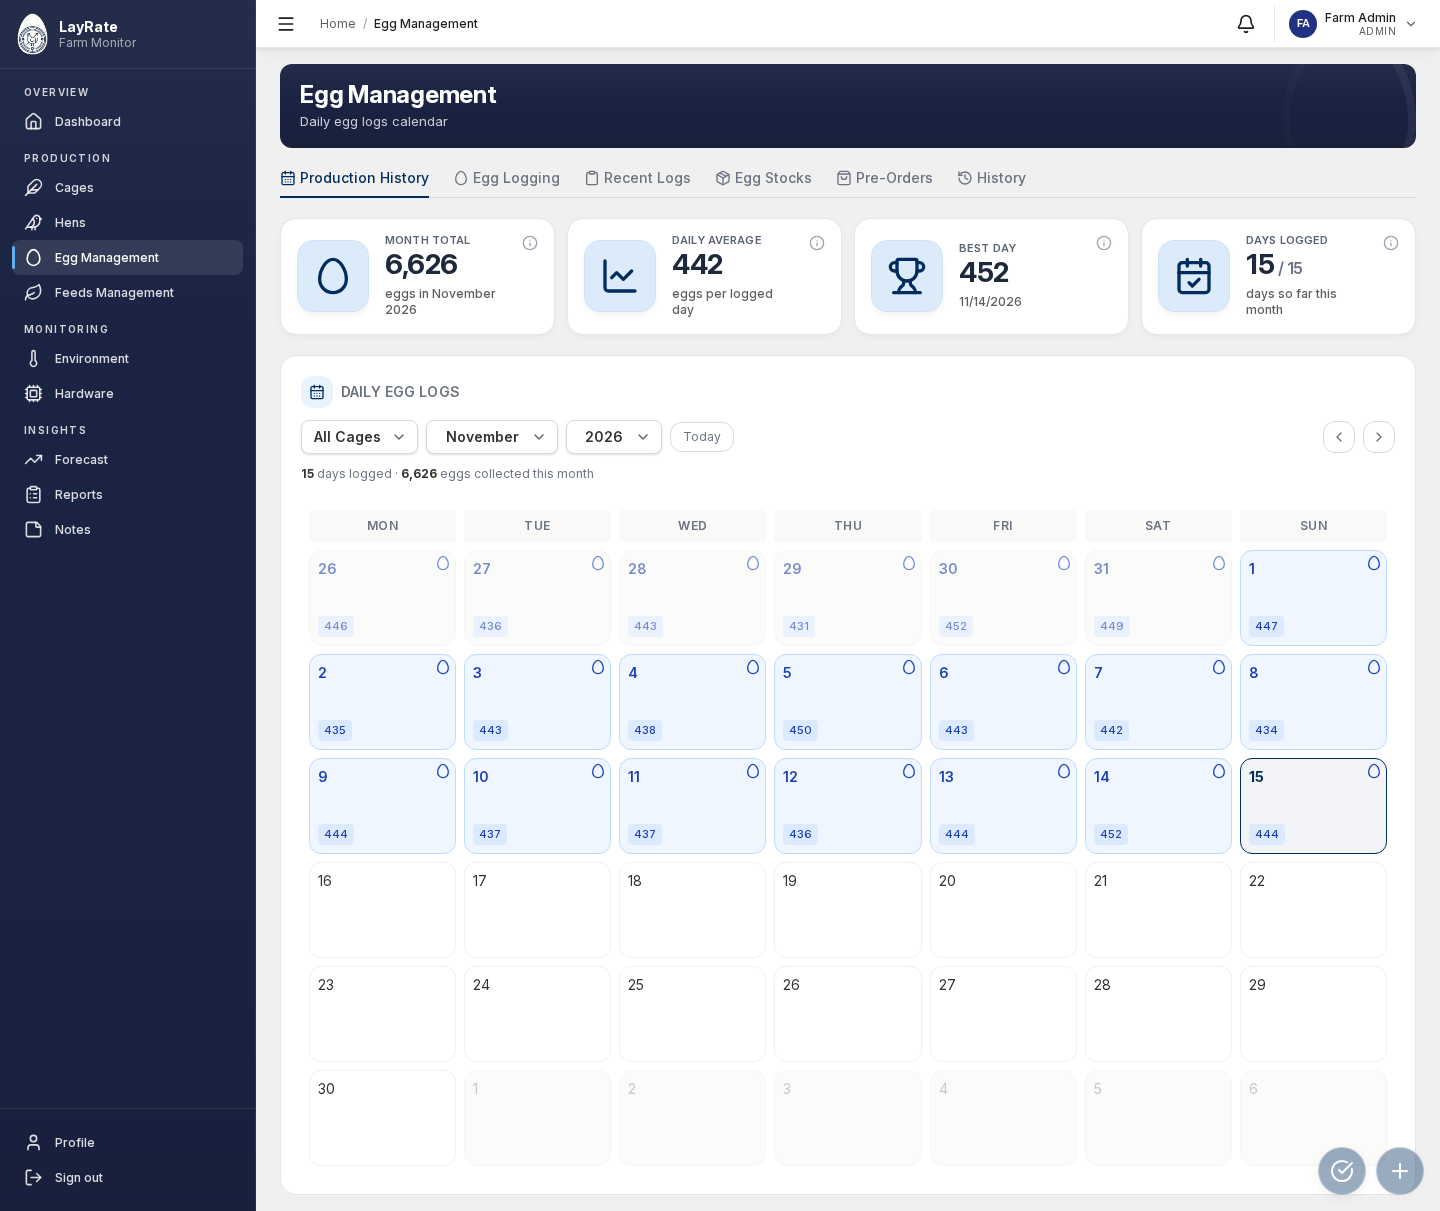 LayRate
Farm Monitor
OVERVIEW
Dashboard
PRODUCTION
Cages
Hens
Egg Management
Feeds Management
MONITORING
Environment
Hardware
INSIGHTS
Forecast
Reports
Notes
Profile
Sign out
Home / Egg Management
FA
Farm Admin
ADMIN
Egg Management
Daily egg logs calendar
Production History
Egg Logging
Recent Logs
Egg Stocks
Pre-Orders
History
MONTH TOTAL
6,626
eggs in November
2026
DAILY AVERAGE
442
eggs per logged
day
BEST DAY
452
11/14/2026
DAYS LOGGED
15 / 15
days so far this
month
DAILY EGG LOGS
All Cages
November
2026
Today
15 days logged · 6,626 eggs collected this month
MON TUE WED THU FRI SAT SUN
26 27 28 29 30 31 1
446 436 443 431 452 449 447
2 3 4 5 6 7 8
435 443 438 450 443 442 434
9 10 11 12 13 14 15
444 437 437 436 444 452 444
16 17 18 19 20 21 22
23 24 25 26 27 28 29
30 1 2 3 4 5 6